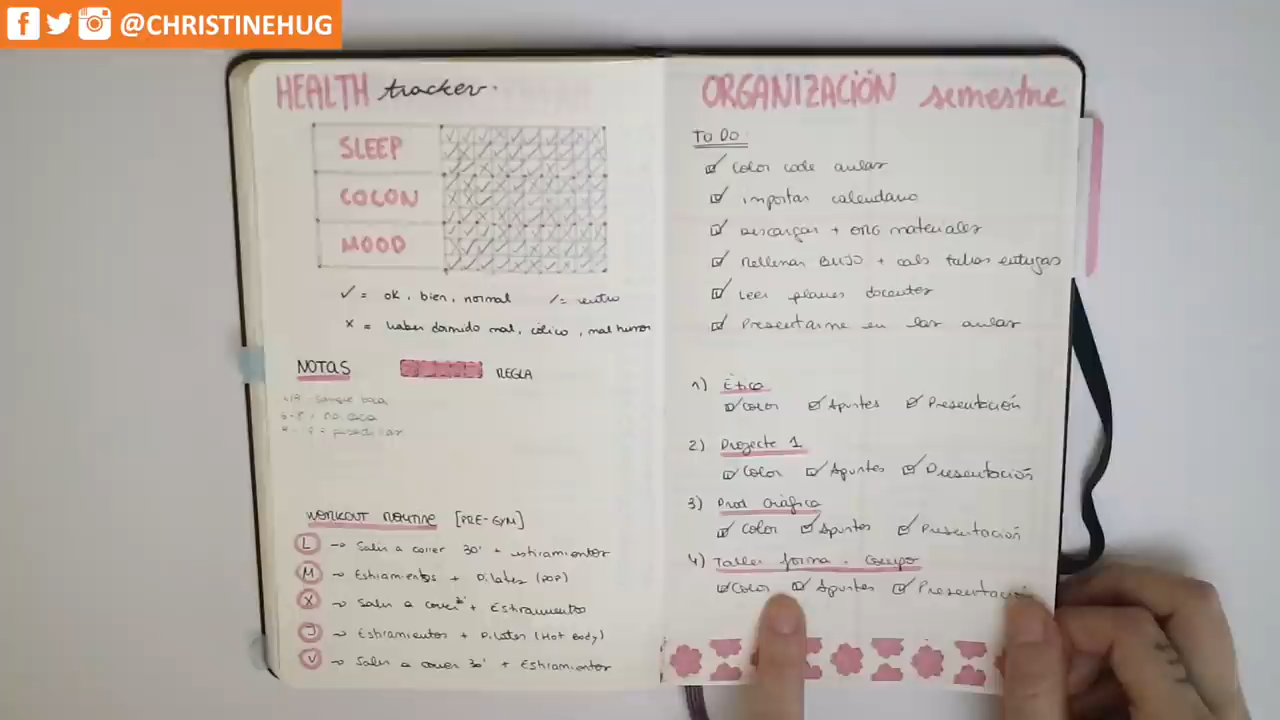 @CHRISTINEHUG
HEALTH tracker.
SLEEP
COLON
MOOD
✓ = ok, bien, normal / = neutro
x = haber dormido mal, cólico, mal humor
NOTAS
REGLA
WORKOUT ROUTINE [PRE-GYM]
L → Salir a correr 30' + estiramientos
M → Estiramientos + Pilates (POP)
X → Salir a correr + Estiramientos
J → Estiramientos + Pilates (Hot Body)
V → Salir a correr 30' + Estiramientos
ORGANIZACIÓN semestre
TO DO:
Color code aulas
importar calendario
Descargar + ORG materiales
Rellenar BUJO + cals entregas
Leer planes docentes
Presentarme en las aulas
1) Ética
Color Apuntes Presentación
2) Projecte 1
Color Apuntes Presentación
3) Prod Gràfica
Color Apuntes Presentación
4) Taller forma
Color Apuntes